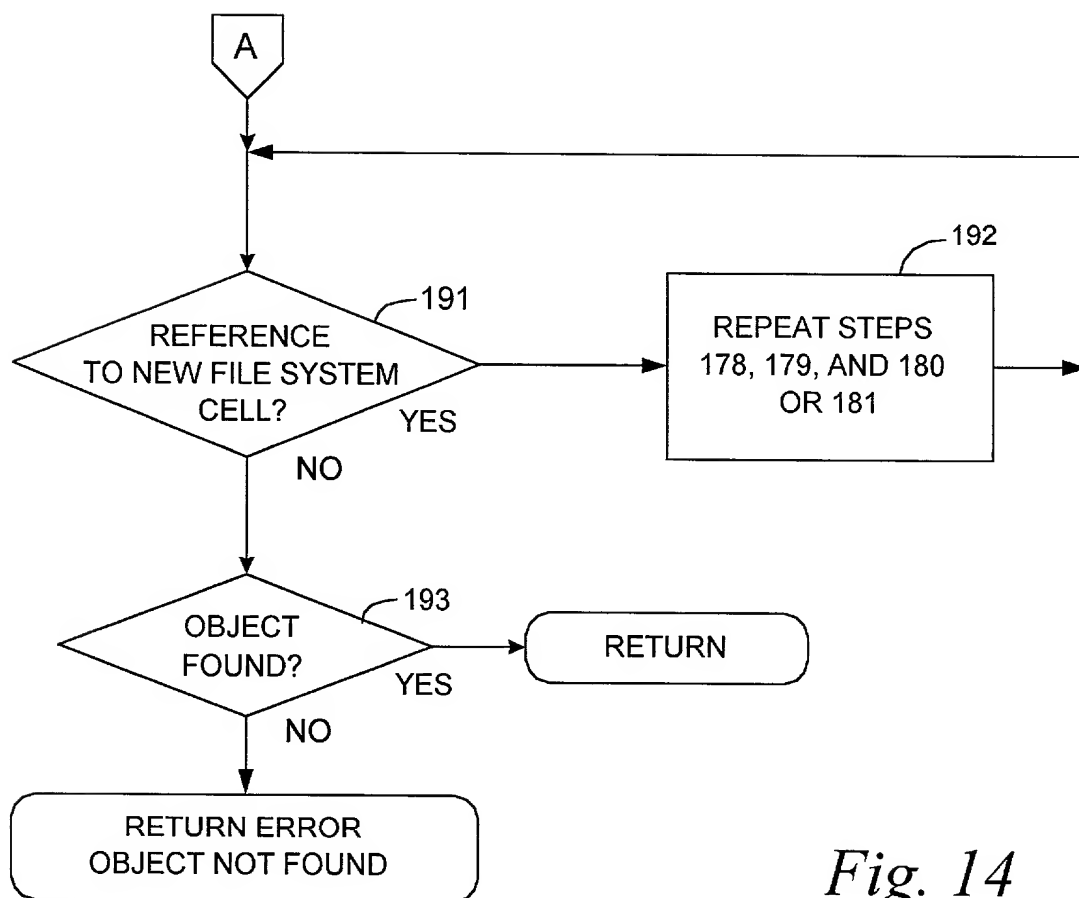 A
191
REFERENCE
TO NEW FILE SYSTEM
CELL?
YES
NO
192
REPEAT STEPS
178, 179, AND 180
OR 181
193
OBJECT
FOUND?
YES
NO
RETURN
RETURN ERROR
OBJECT NOT FOUND
Fig. 14